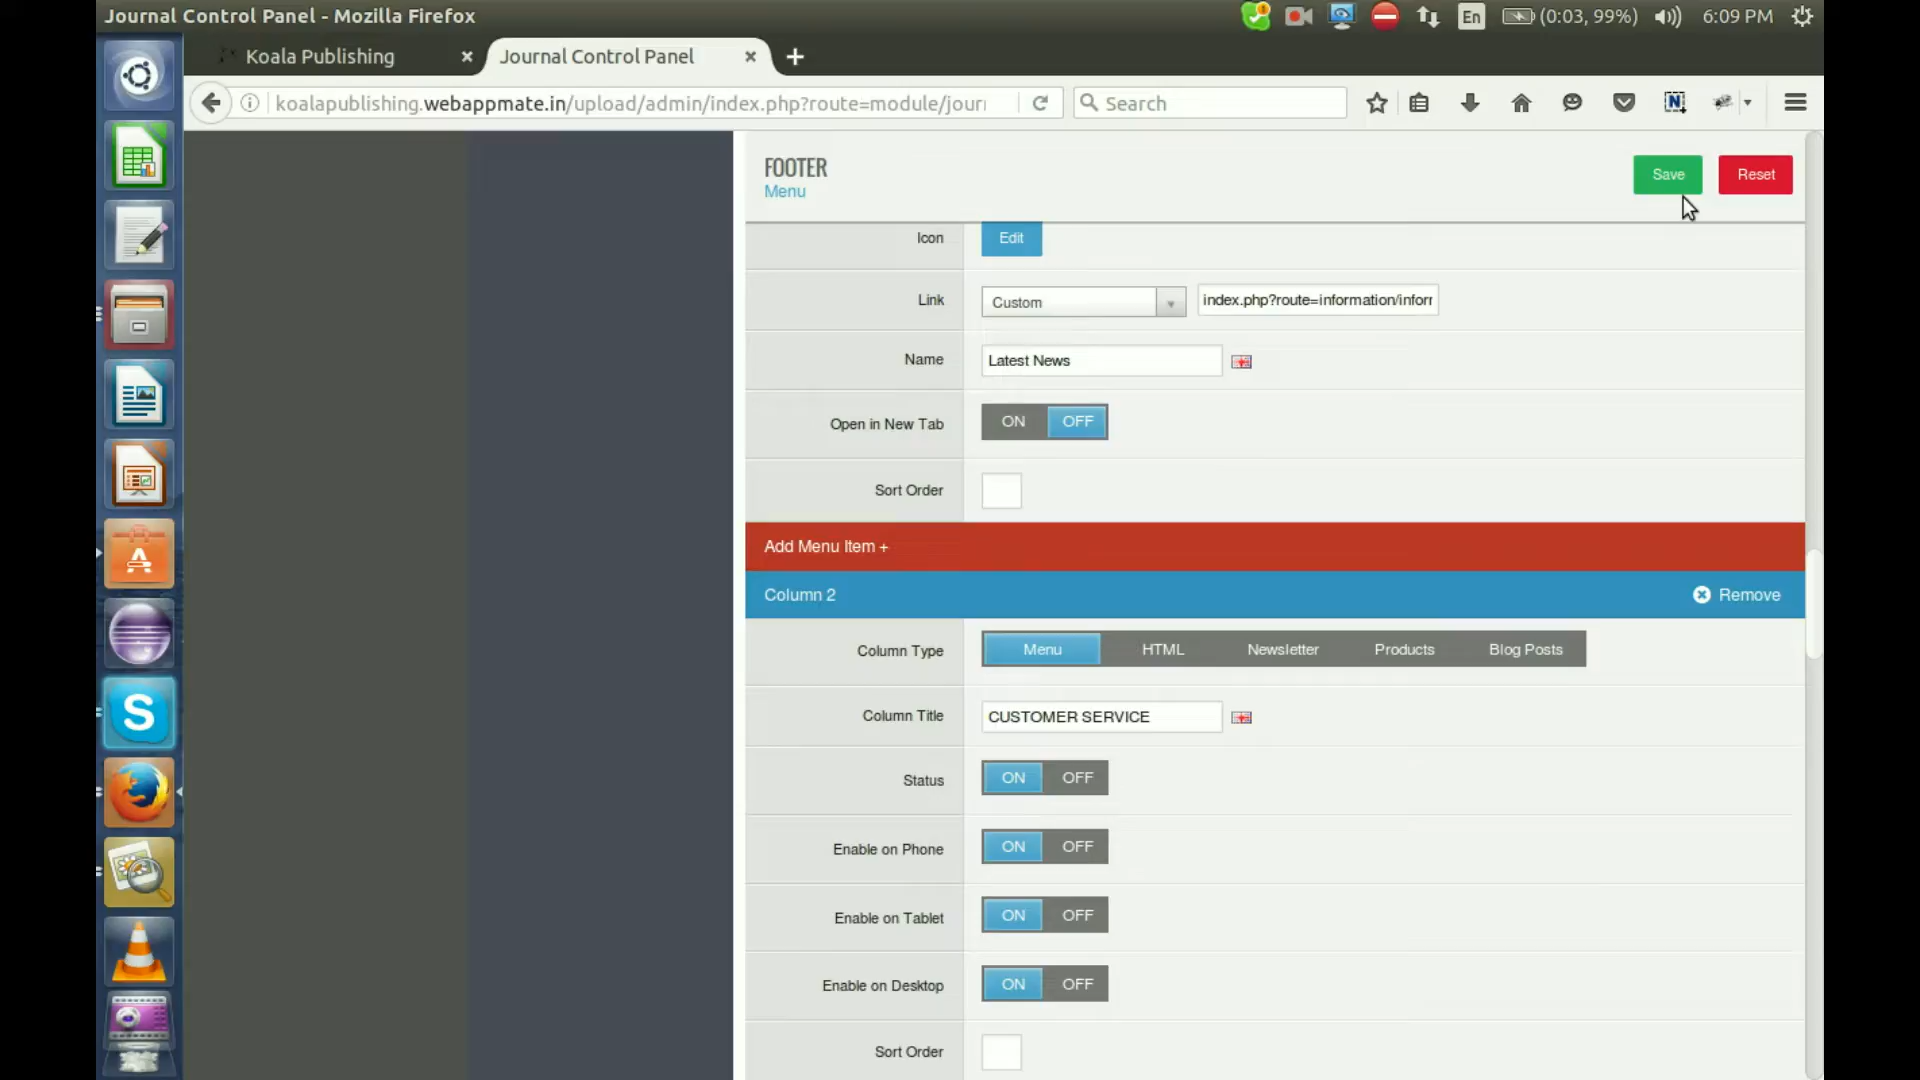 Journal Control Panel - Mozilla Firefox
En
(0:03, 99%)
6:09 PM
Koala Publishing
Journal Control Panel
koalapublishing.webappmate.in/upload/admin/index.php?route=module/jour
Search
N
FOOTER
Menu
Save
Reset
Icon
Edit
Link
Custom
index.php?route=information/infor
Name
Latest News
Open in New Tab
ON
OFF
Sort Order
Add Menu Item +
Column 2
Remove
Column Type
Menu
HTML
Newsletter
Products
Blog Posts
Column Title
CUSTOMER SERVICE
Status
ON
OFF
Enable on Phone
ON
OFF
Enable on Tablet
ON
OFF
Enable on Desktop
ON
OFF
Sort Order